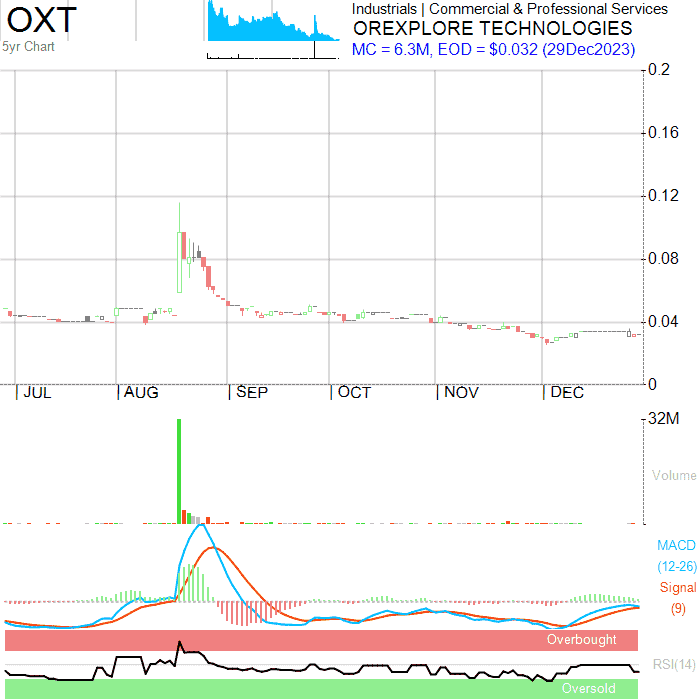 OXT
5yr Chart
Industrials | Commercial & Professional Services
OREXPLORE TECHNOLOGIES
MC = 6.3M, EOD = $0.032 (29Dec2023)
0.2
0.16
0.12
0.08
0.04
0
JUL AUG SEP OCT NOV DEC
32M
Volume
MACD
(12-26)
Signal
(9)
Overbought
RSI(14)
Oversold